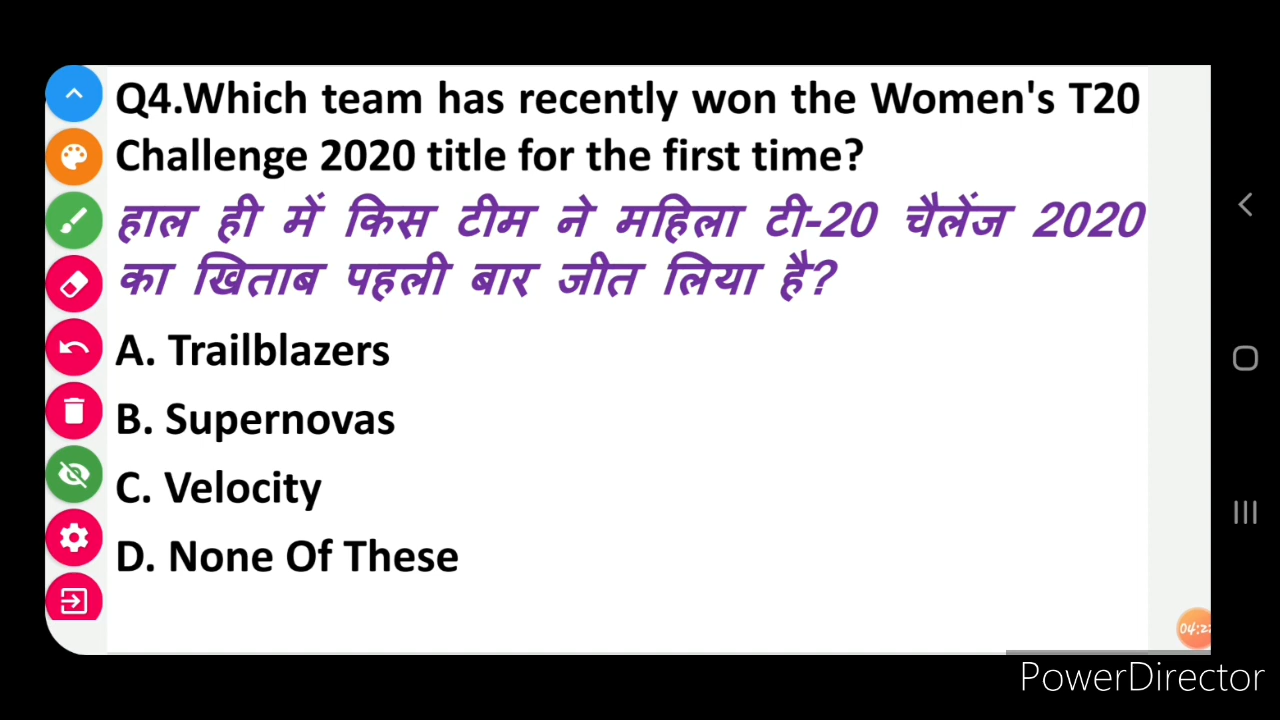 Q4.Which team has recently won the Women's T20
Challenge 2020 title for the first time?
हाल ही में किस टीम ने महिला टी-20 चैलेंज 2020
का खिताब पहली बार जीत लिया है?
A. Trailblazers
B. Supernovas
C. Velocity
D. None Of These
PowerDirector